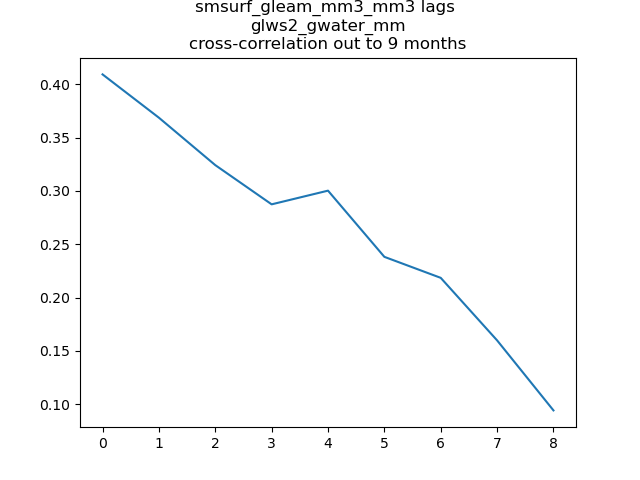 smsurf_gleam_mm3_mm3 lags
glws2_gwater_mm
cross-correlation out to 9 months
0.40
0.35
0.30
0.25
0.20
0.15
0.10
0 1 2 3 4 5 6 7 8